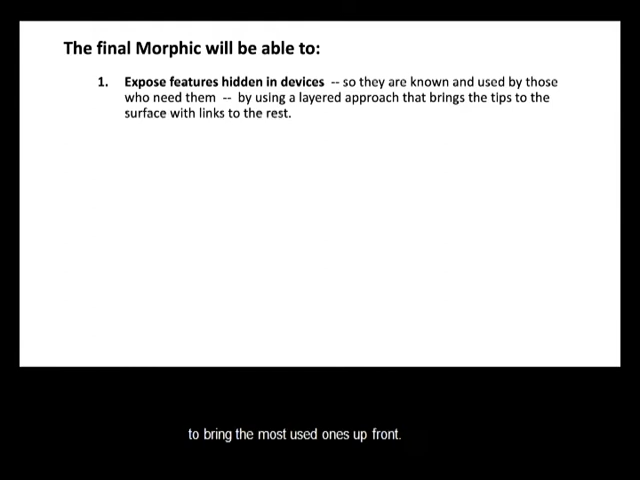 The final Morphic will be able to:
1. Expose features hidden in devices -- so they are known and used by those
who need them -- by using a layered approach that brings the tips to the
surface with links to the rest.
to bring the most used ones up front.